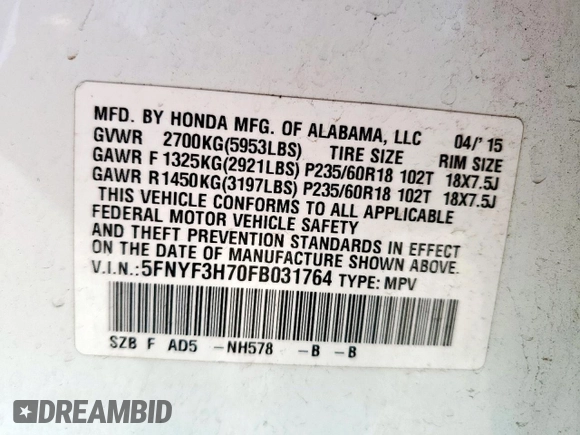 MFD. BY HONDA MFG. OF ALABAMA, LLC 04/'15
GVWR 2700KG(5953LBS) TIRE SIZE RIM SIZE
GAWR F 1325KG(2921LBS) P235/60R18 102T 18X7.5J
GAWR R1450KG(3197LBS) P235/60R18 102T 18X7.5J
THIS VEHICLE CONFORMS TO ALL APPLICABLE
FEDERAL MOTOR VEHICLE SAFETY
AND THEFT PREVENTION STANDARDS IN EFFECT
ON THE DATE OF MANUFACTURE SHOWN ABOVE.
V.I.N.:5FNYF3H70FB031764 TYPE: MPV
SZB F AD5 -NH578 -B -B
DREAMBID